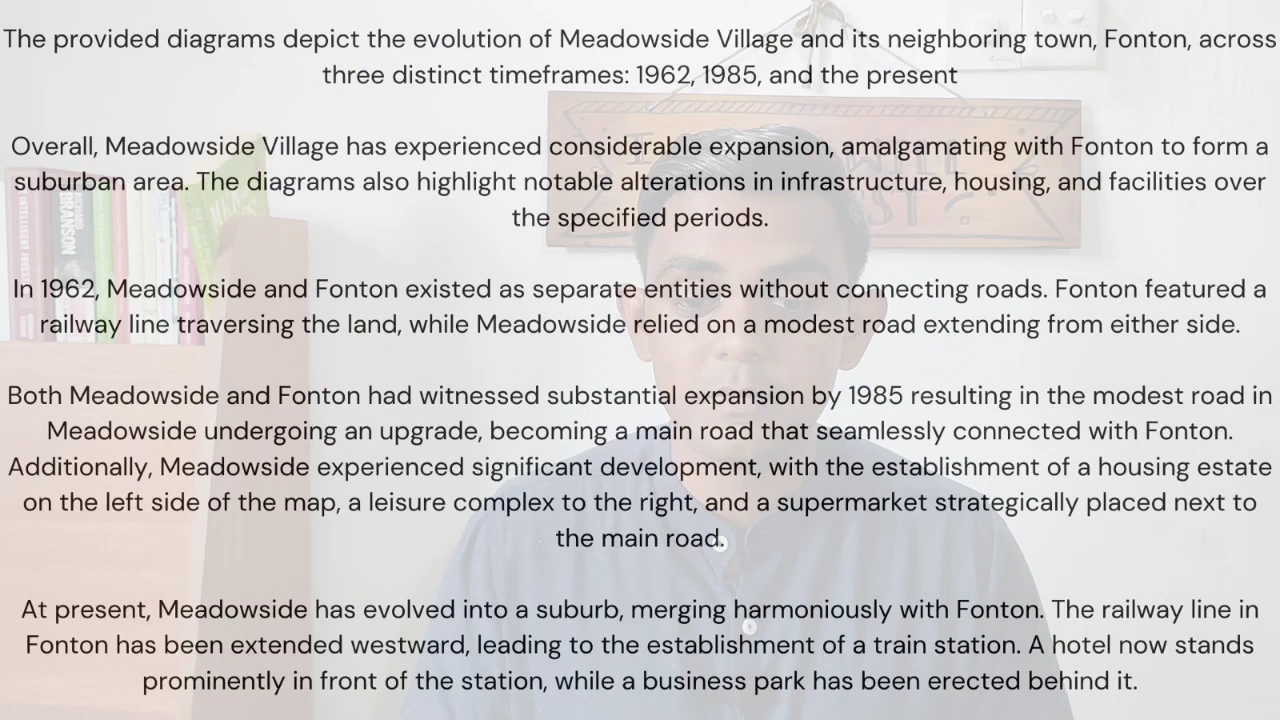 The provided diagrams depict the evolution of Meadowside Village and its neighboring town, Fonton, across
three distinct timeframes: 1962, 1985, and the present
Overall, Meadowside Village has experienced considerable expansion, amalgamating with Fonton to form a
suburban area. The diagrams also highlight notable alterations in infrastructure, housing, and facilities over
the specified periods.
In 1962, Meadowside and Fonton existed as separate entities without connecting roads. Fonton featured a
railway line traversing the land, while Meadowside relied on a modest road extending from either side.
Both Meadowside and Fonton had witnessed substantial expansion by 1985 resulting in the modest road in
Meadowside undergoing an upgrade, becoming a main road that seamlessly connected with Fonton.
Additionally, Meadowside experienced significant development, with the establishment of a housing estate
on the left side of the map, a leisure complex to the right, and a supermarket strategically placed next to
the main road.
At present, Meadowside has evolved into a suburb, merging harmoniously with Fonton. The railway line in
Fonton has been extended westward, leading to the establishment of a train station. A hotel now stands
prominently in front of the station, while a business park has been erected behind it.
BRANSON